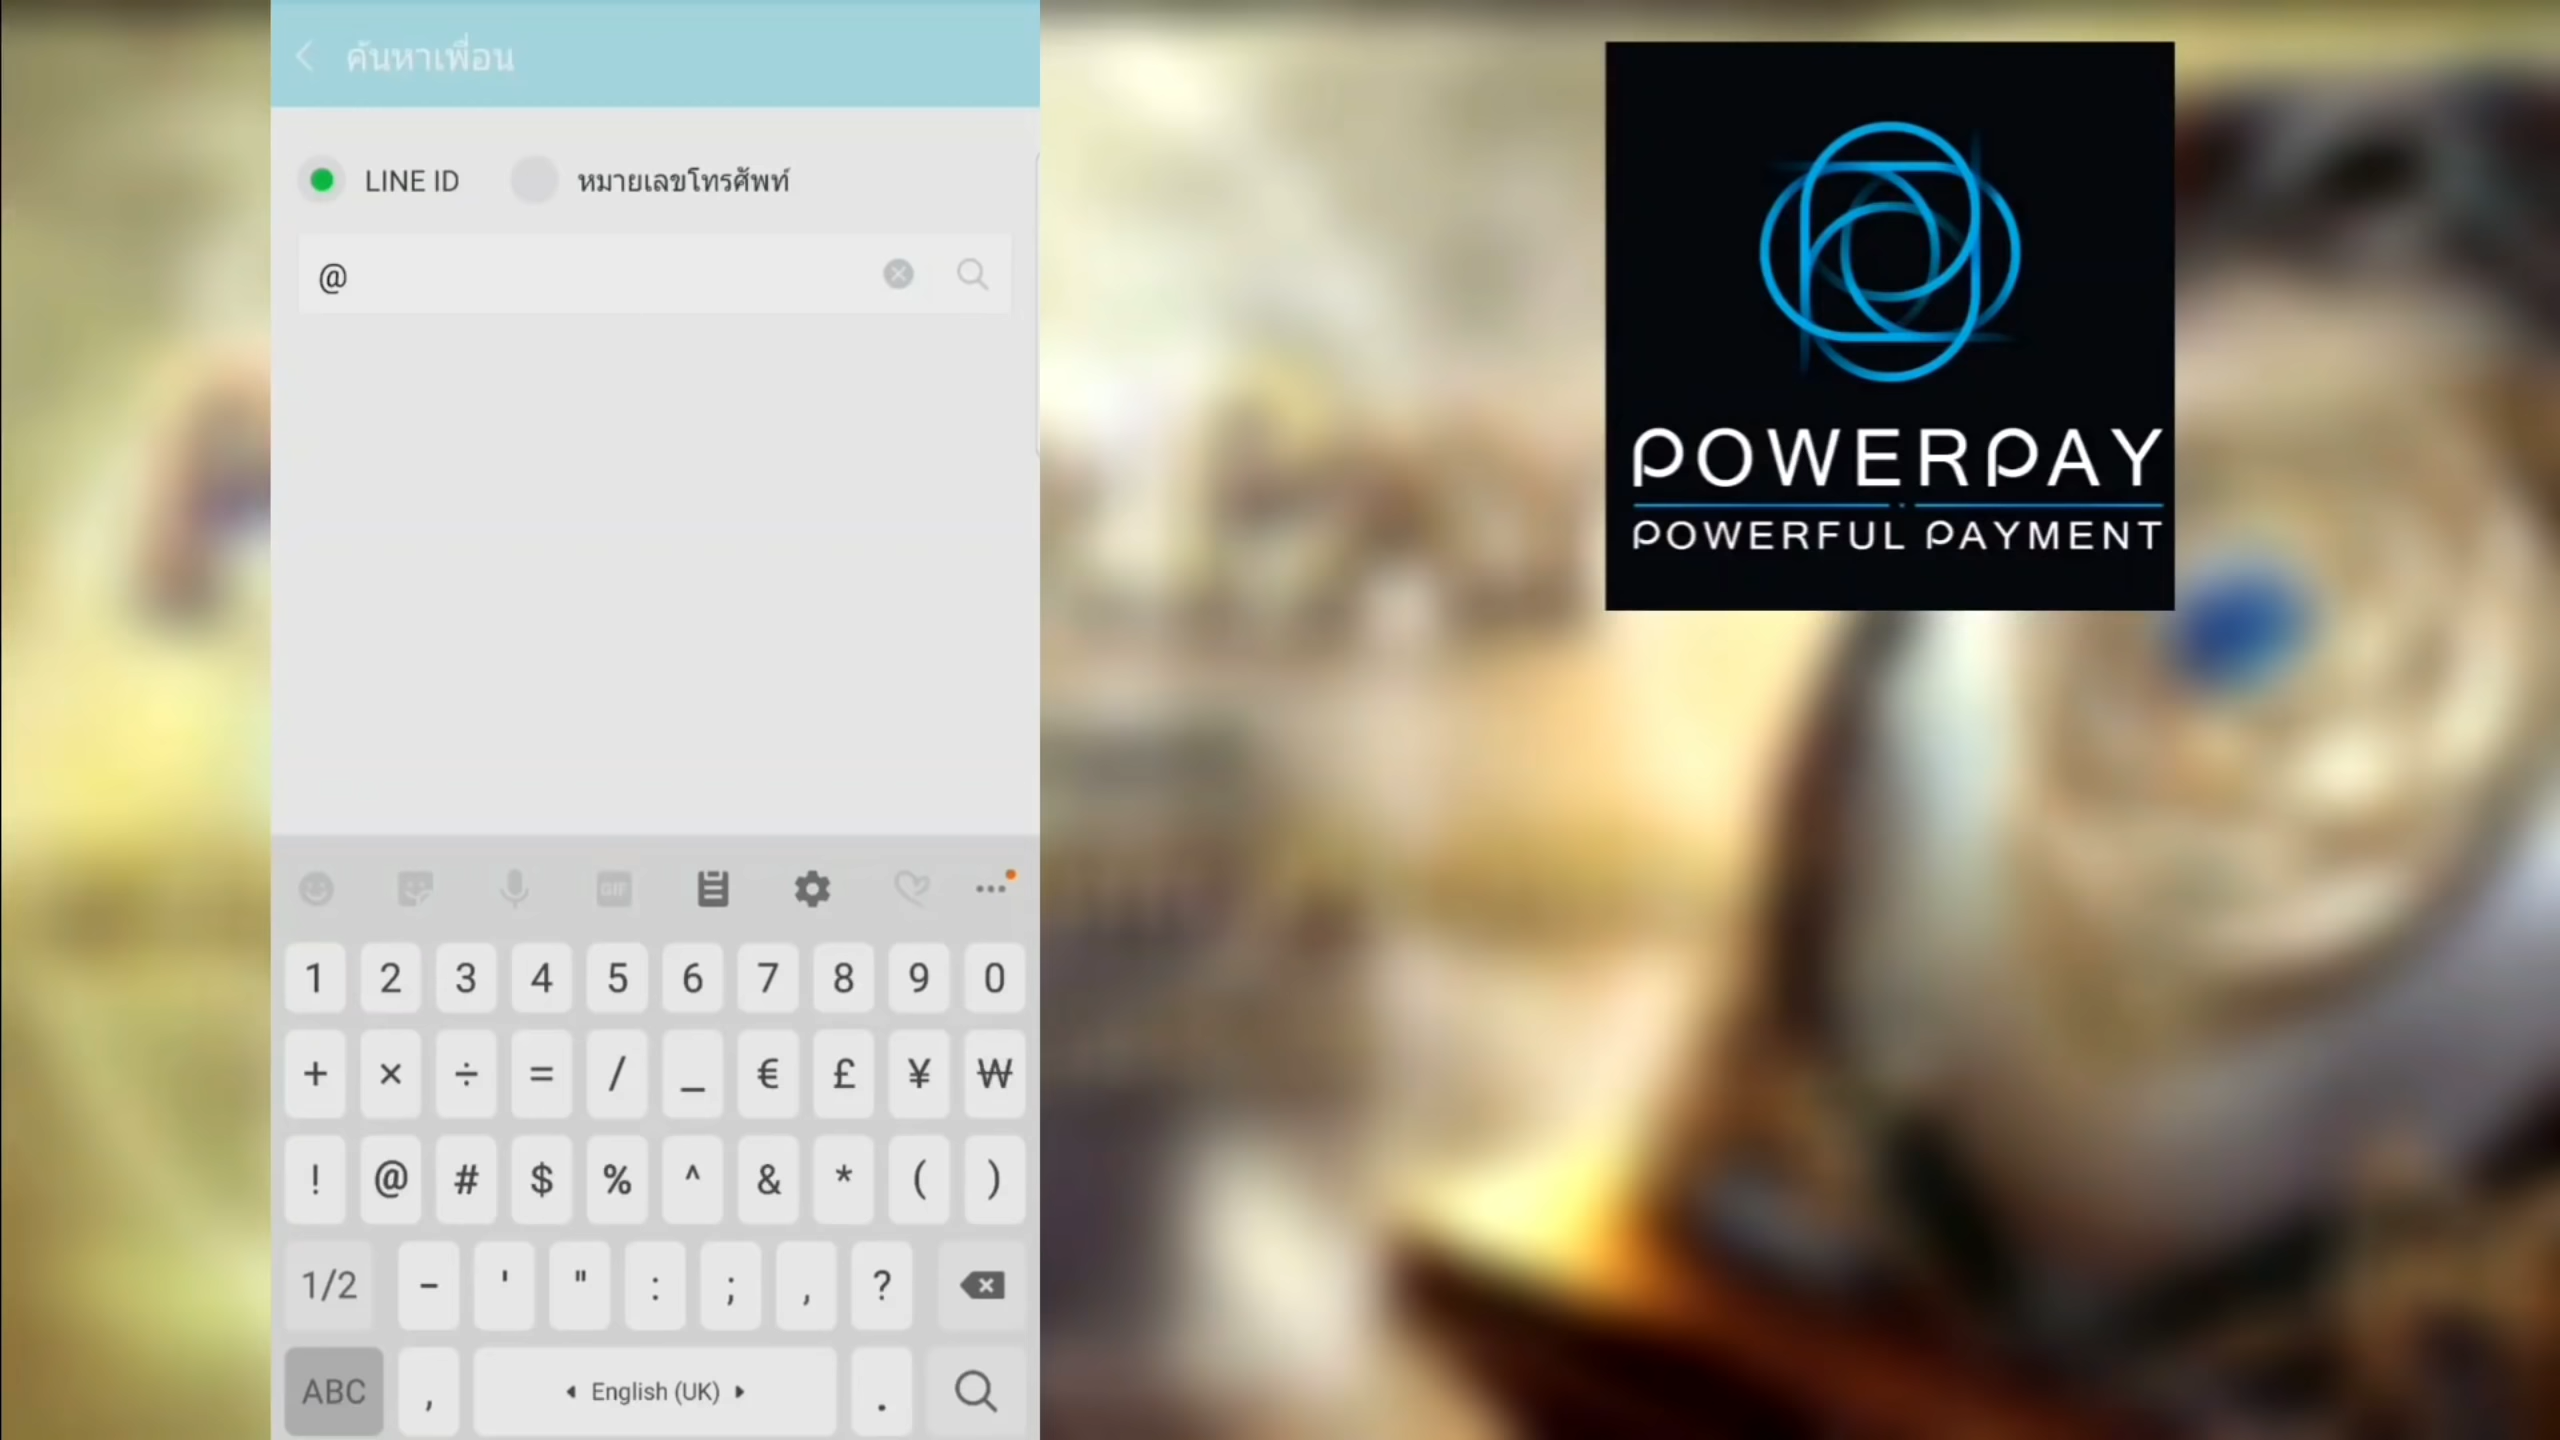 ค้นหาเพื่อน
LINE ID หมายเลขโทรศัพท์
@
GIF
1 2 3 4 5 6 7 8 9 0
+ × ÷ = / _ € £ ¥ ₩
! @ # $ % ^ & * ( )
1/2 - ' " : ; , ?
ABC , English (UK) .
POWERPAY
POWERFUL PAYMENT